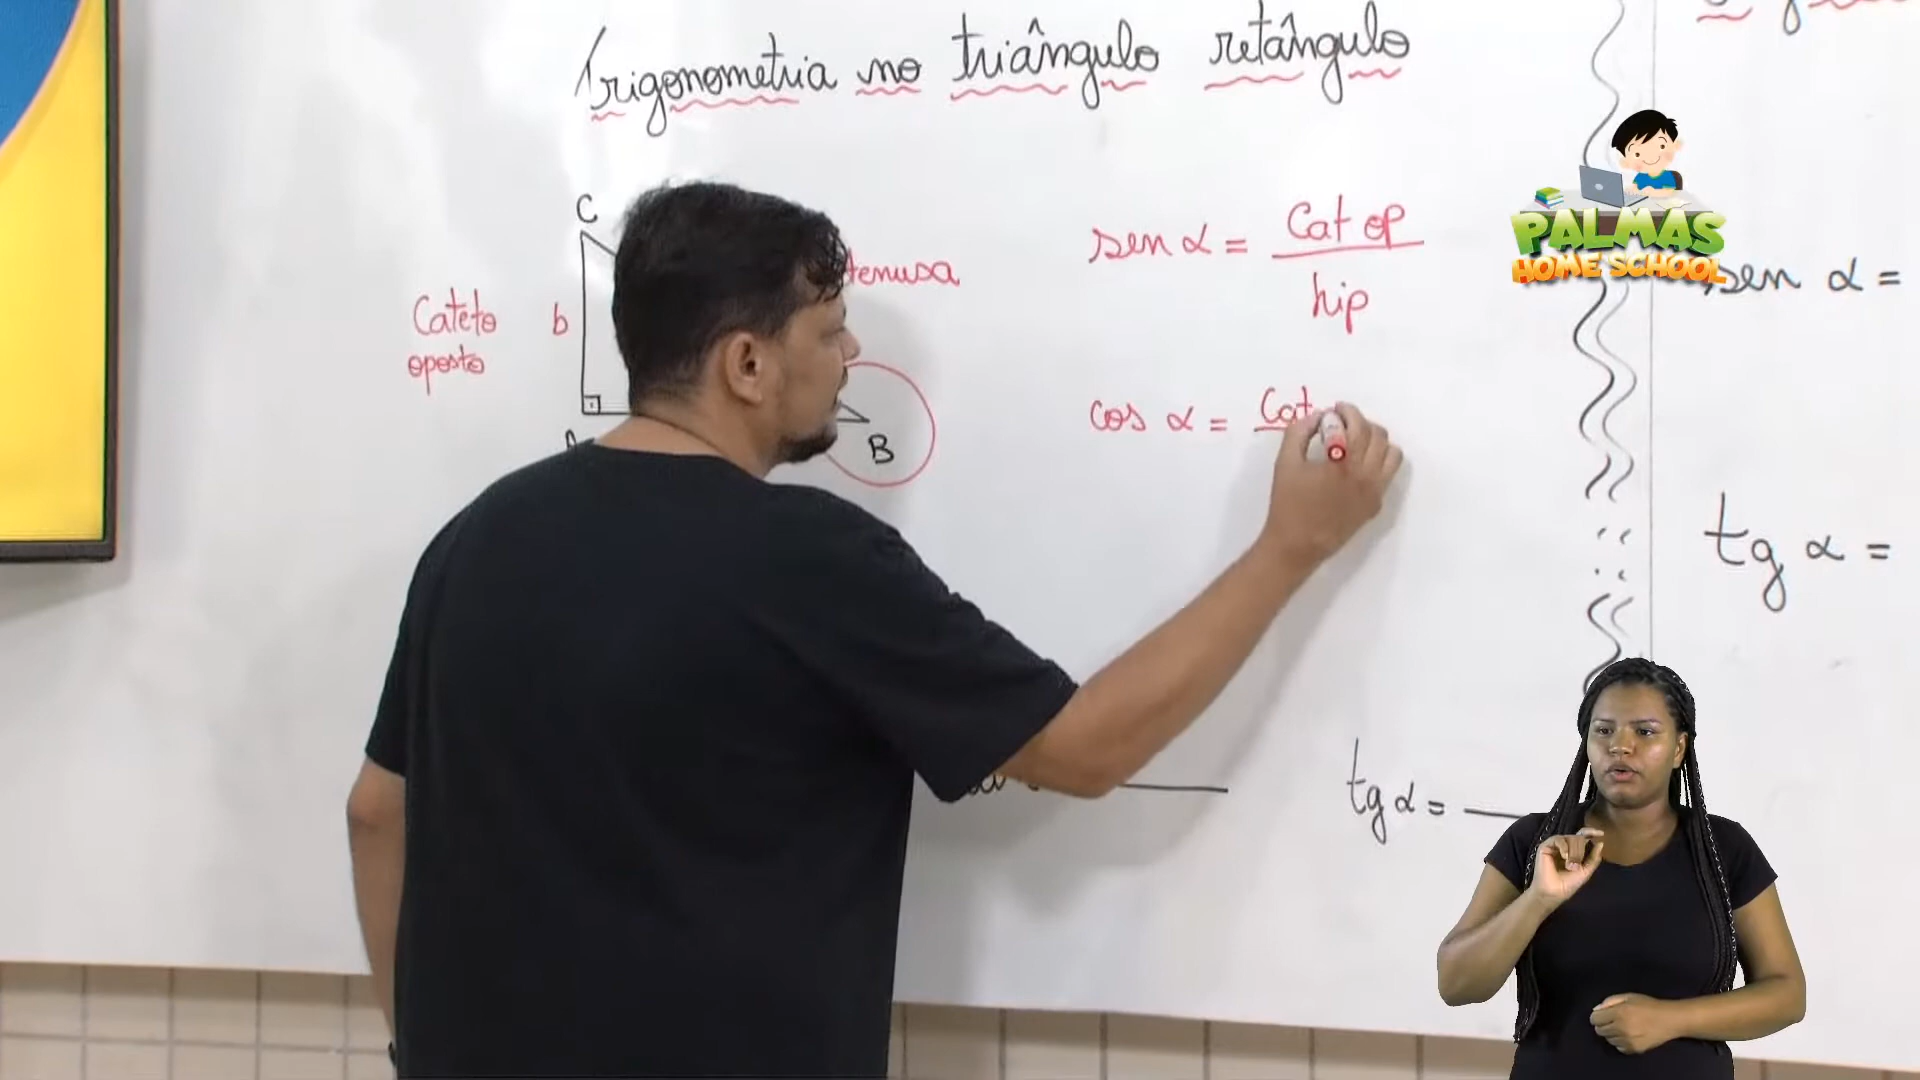 Trigonometria no triângulo retângulo
C
Cateto
oposto
b
tenusa
B
sen α = Cat op
hip
cos α = Cat
tg α =
PALMAS
HOME SCHOOL
sen α =
tg α =